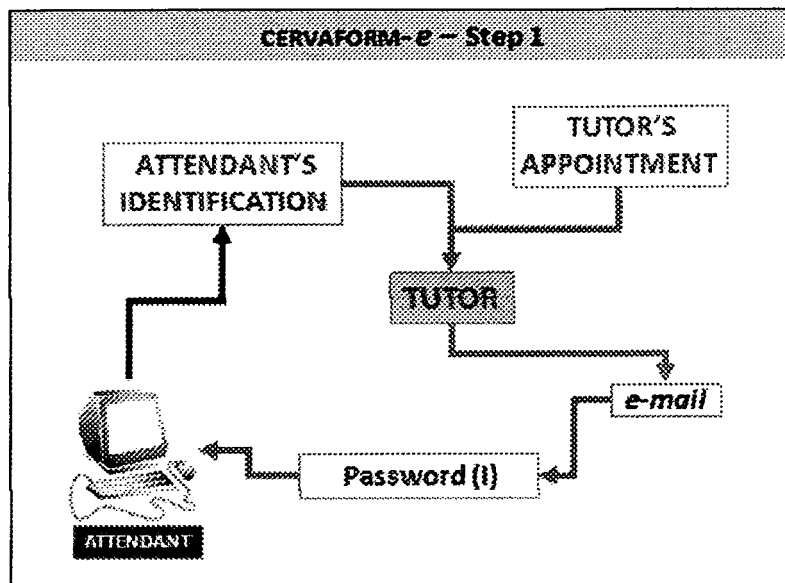 CERVAFORM-e – Step 1
TUTOR'S
APPOINTMENT
ATTENDANT'S
IDENTIFICATION
TUTOR
e-mail
Password (I)
ATTENDANT